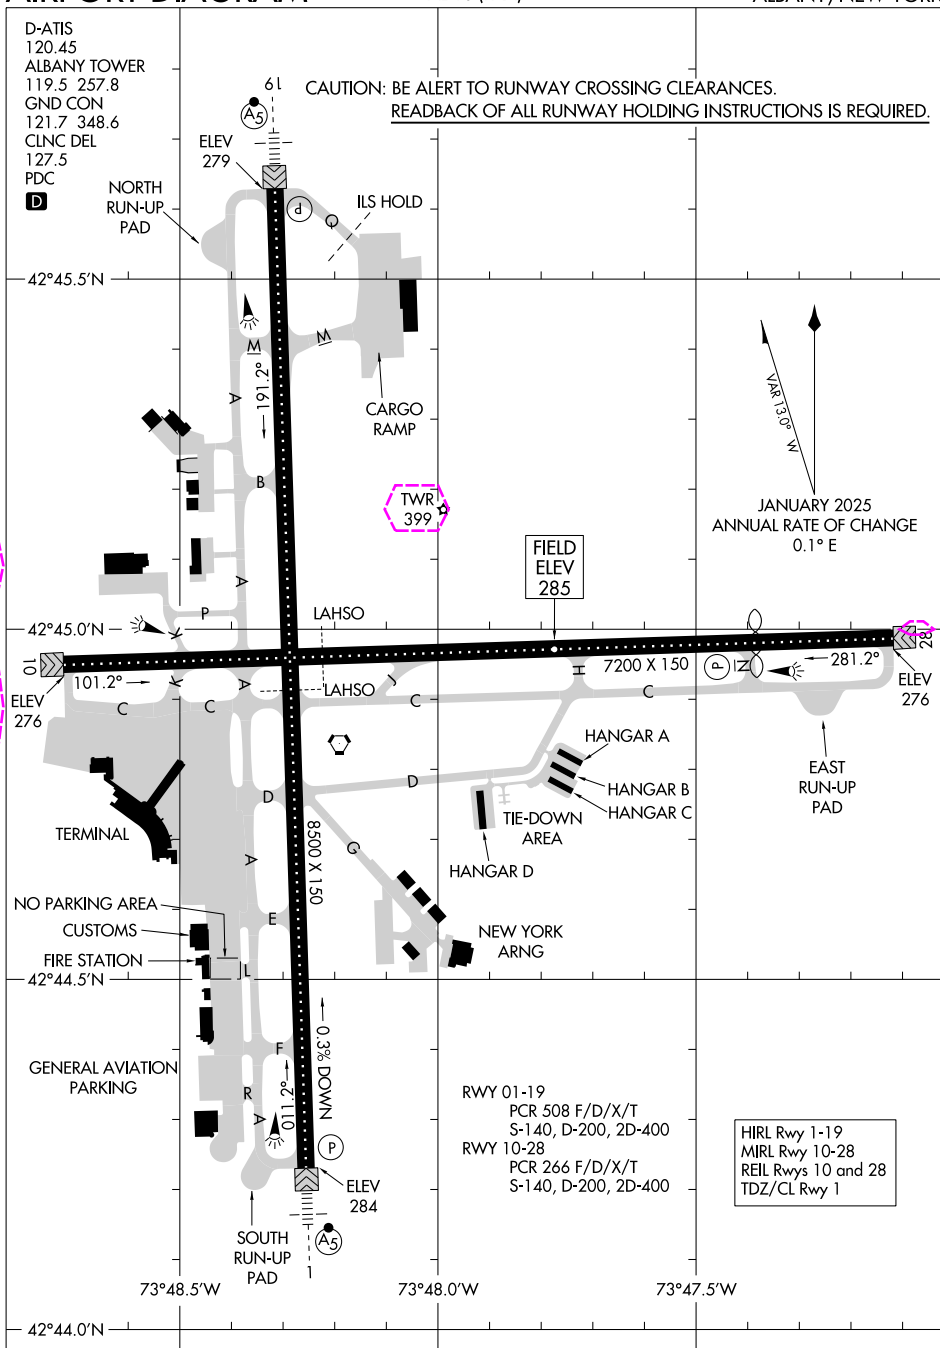 AIRPORT DIAGRAM
ALBANY, NEW YORK
D-ATIS
120.45
ALBANY TOWER
119.5 257.8
GND CON
121.7 348.6
CLNC DEL
127.5
PDC
D
CAUTION: BE ALERT TO RUNWAY CROSSING CLEARANCES.
READBACK OF ALL RUNWAY HOLDING INSTRUCTIONS IS REQUIRED.
19
A5
ELEV
279
NORTH
RUN-UP
PAD
P
Q
ILS HOLD
42°45.5'N
M
M
191.2°
A
CARGO
RAMP
B
VAR 13.0° W
JANUARY 2025
ANNUAL RATE OF CHANGE
0.1° E
TWR
399
FIELD
ELEV
285
A
P
K
LAHSO
42°45.0'N
10
28
7200 X 150
P
N
281.2°
ELEV
276
101.2°
K
A
LAHSO
J
H
C
C
C
C
ELEV
276
HANGAR A
HANGAR B
HANGAR C
EAST
RUN-UP
PAD
D
D
TIE-DOWN
AREA
HANGAR D
TERMINAL
8500 X 150
G
A
NO PARKING AREA
CUSTOMS
FIRE STATION
E
L
NEW YORK
ARNG
42°44.5'N
0.3% DOWN
F
GENERAL AVIATION
PARKING
R
A
011.2°
P
RWY 01-19
PCR 508 F/D/X/T
S-140, D-200, 2D-400
RWY 10-28
PCR 266 F/D/X/T
S-140, D-200, 2D-400
HIRL Rwy 1-19
MIRL Rwy 10-28
REIL Rwys 10 and 28
TDZ/CL Rwy 1
ELEV
284
SOUTH
RUN-UP
PAD
A5
1
73°48.5'W
73°48.0'W
73°47.5'W
42°44.0'N